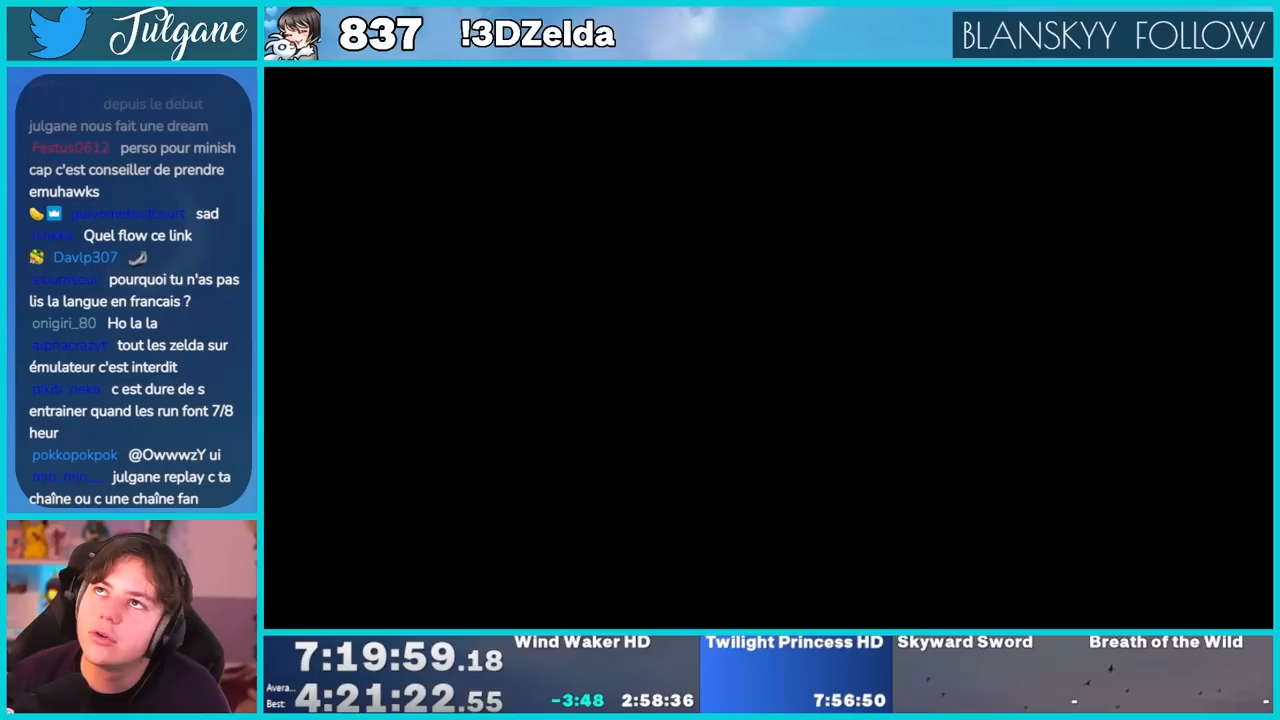 Julgane
837
!3DZelda
BLANSKYY FOLLOW
depuis le debut
julgane nous fait une dream
Festus0612 perso pour minish
cap c'est conseiller de prendre
emuhawks
sad
Quel flow ce link
Davlp307
pourquoi tu n'as pas
lis la langue en francais ?
onigiri_80 Ho la la
alphacrazyt tout les zelda sur
émulateur c'est interdit
pikiti_neko c est dure de s
entrainer quand les run font 7/8
heur
pokkopokpok @OwwwzY ui
julgane replay c ta
chaîne ou c une chaîne fan
7:19:59.18
Avera...
Best:
4:21:22.55
Wind Waker HD
-3:48 2:58:36
Twilight Princess HD
7:56:50
Skyward Sword
-
Breath of the Wild
-